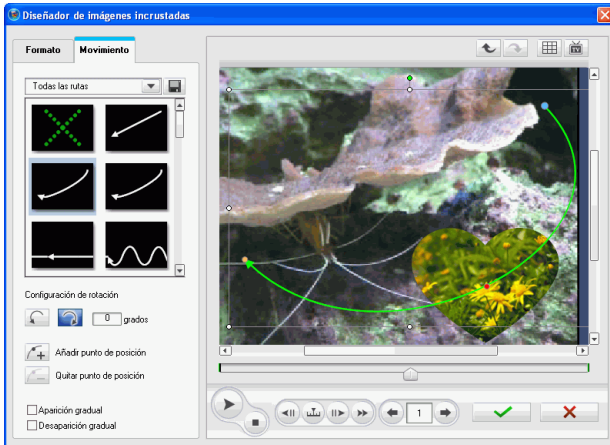 Diseñador de imágenes incrustadas
Formato
Movimiento
Todas las rutas
Configuración de rotación
0 grados
Añadir punto de posición
Quitar punto de posición
Aparición gradual
Desaparición gradual
1